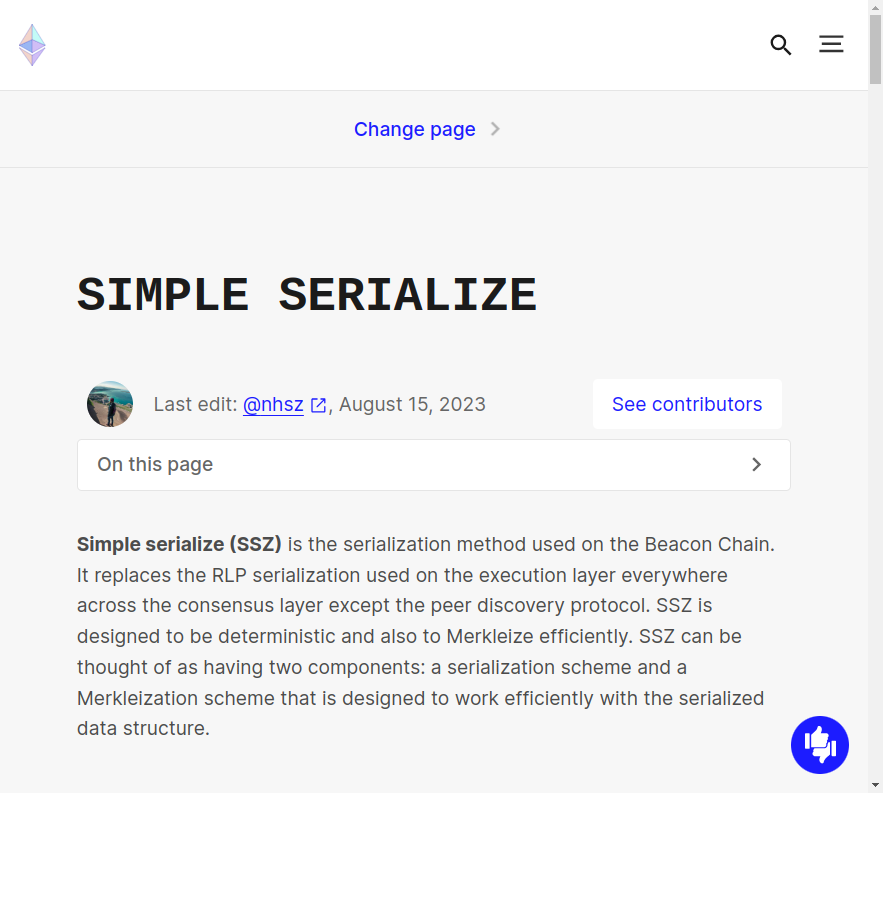 Change page
SIMPLE SERIALIZE
Last edit: @nhsz, August 15, 2023
See contributors
On this page
Simple serialize (SSZ) is the serialization method used on the Beacon Chain.
It replaces the RLP serialization used on the execution layer everywhere
across the consensus layer except the peer discovery protocol. SSZ is
designed to be deterministic and also to Merkleize efficiently. SSZ can be
thought of as having two components: a serialization scheme and a
Merkleization scheme that is designed to work efficiently with the serialized
data structure.